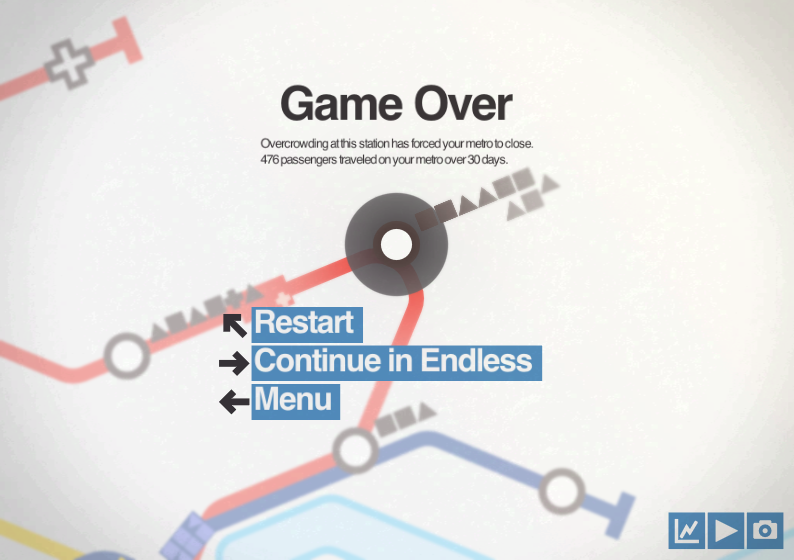 Game Over
Overcrowding at this station has forced your metro to close.
476 passengers traveled on your metro over 30 days.
Restart
Continue in Endless
Menu